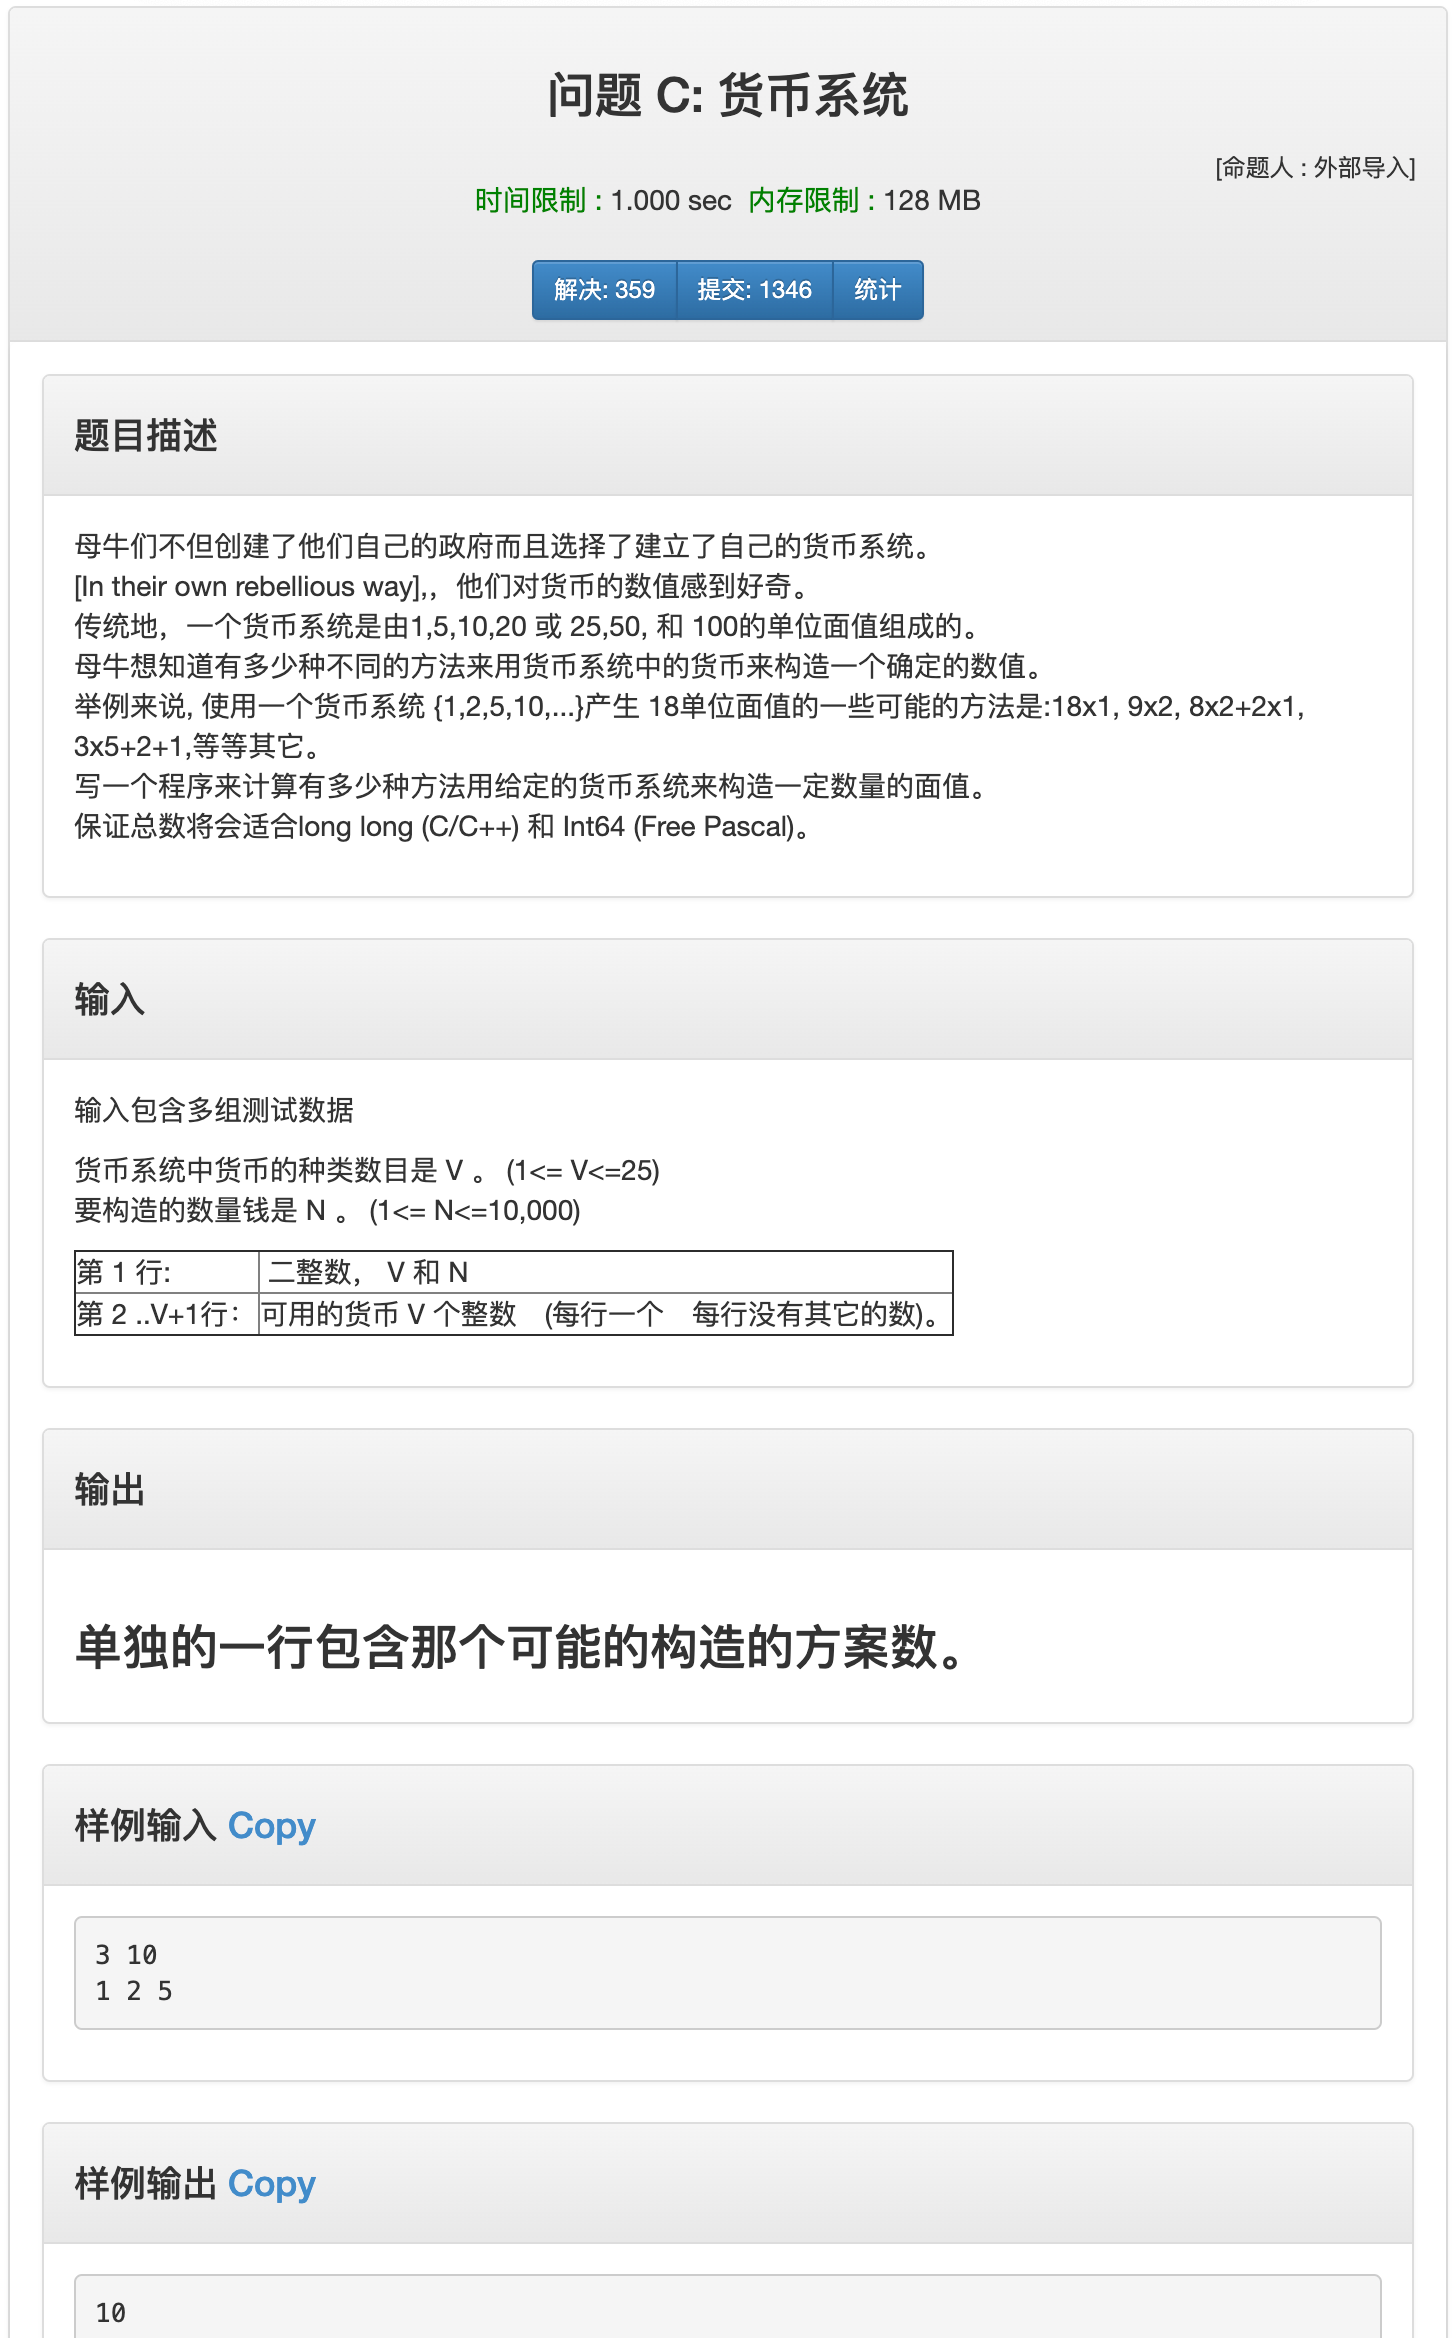 问题 C: 货币系统
[命题人 : 外部导入]
时间限制 : 1.000 sec 内存限制 : 128 MB
解决: 359 提交: 1346 统计
题目描述
母牛们不但创建了他们自己的政府而且选择了建立了自己的货币系统。
[In their own rebellious way],，他们对货币的数值感到好奇。
传统地，一个货币系统是由1,5,10,20 或 25,50, 和 100的单位面值组成的。
母牛想知道有多少种不同的方法来用货币系统中的货币来构造一个确定的数值。
举例来说, 使用一个货币系统 {1,2,5,10,...}产生 18单位面值的一些可能的方法是:18x1, 9x2, 8x2+2x1,
3x5+2+1,等等其它。
写一个程序来计算有多少种方法用给定的货币系统来构造一定数量的面值。
保证总数将会适合long long (C/C++) 和 Int64 (Free Pascal)。
输入
输入包含多组测试数据
货币系统中货币的种类数目是 V 。 (1<= V<=25)
要构造的数量钱是 N 。 (1<= N<=10,000)
第 1 行: 二整数， V 和 N
第 2 ..V+1行： 可用的货币 V 个整数　(每行一个　每行没有其它的数)。
输出
单独的一行包含那个可能的构造的方案数。
样例输入 Copy
3 10
1 2 5
样例输出 Copy
10